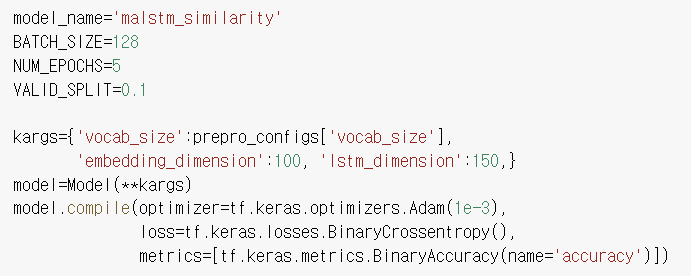 model_name='malstm_similarity'
BATCH_SIZE=128
NUM_EPOCHS=5
VALID_SPLIT=0.1

kargs={'vocab_size':prepro_configs['vocab_size'],
       'embedding_dimension':100, 'lstm_dimension':150,}
model=Model(**kargs)
model.compile(optimizer=tf.keras.optimizers.Adam(1e-3),
              loss=tf.keras.losses.BinaryCrossentropy(),
              metrics=[tf.keras.metrics.BinaryAccuracy(name='accuracy')])